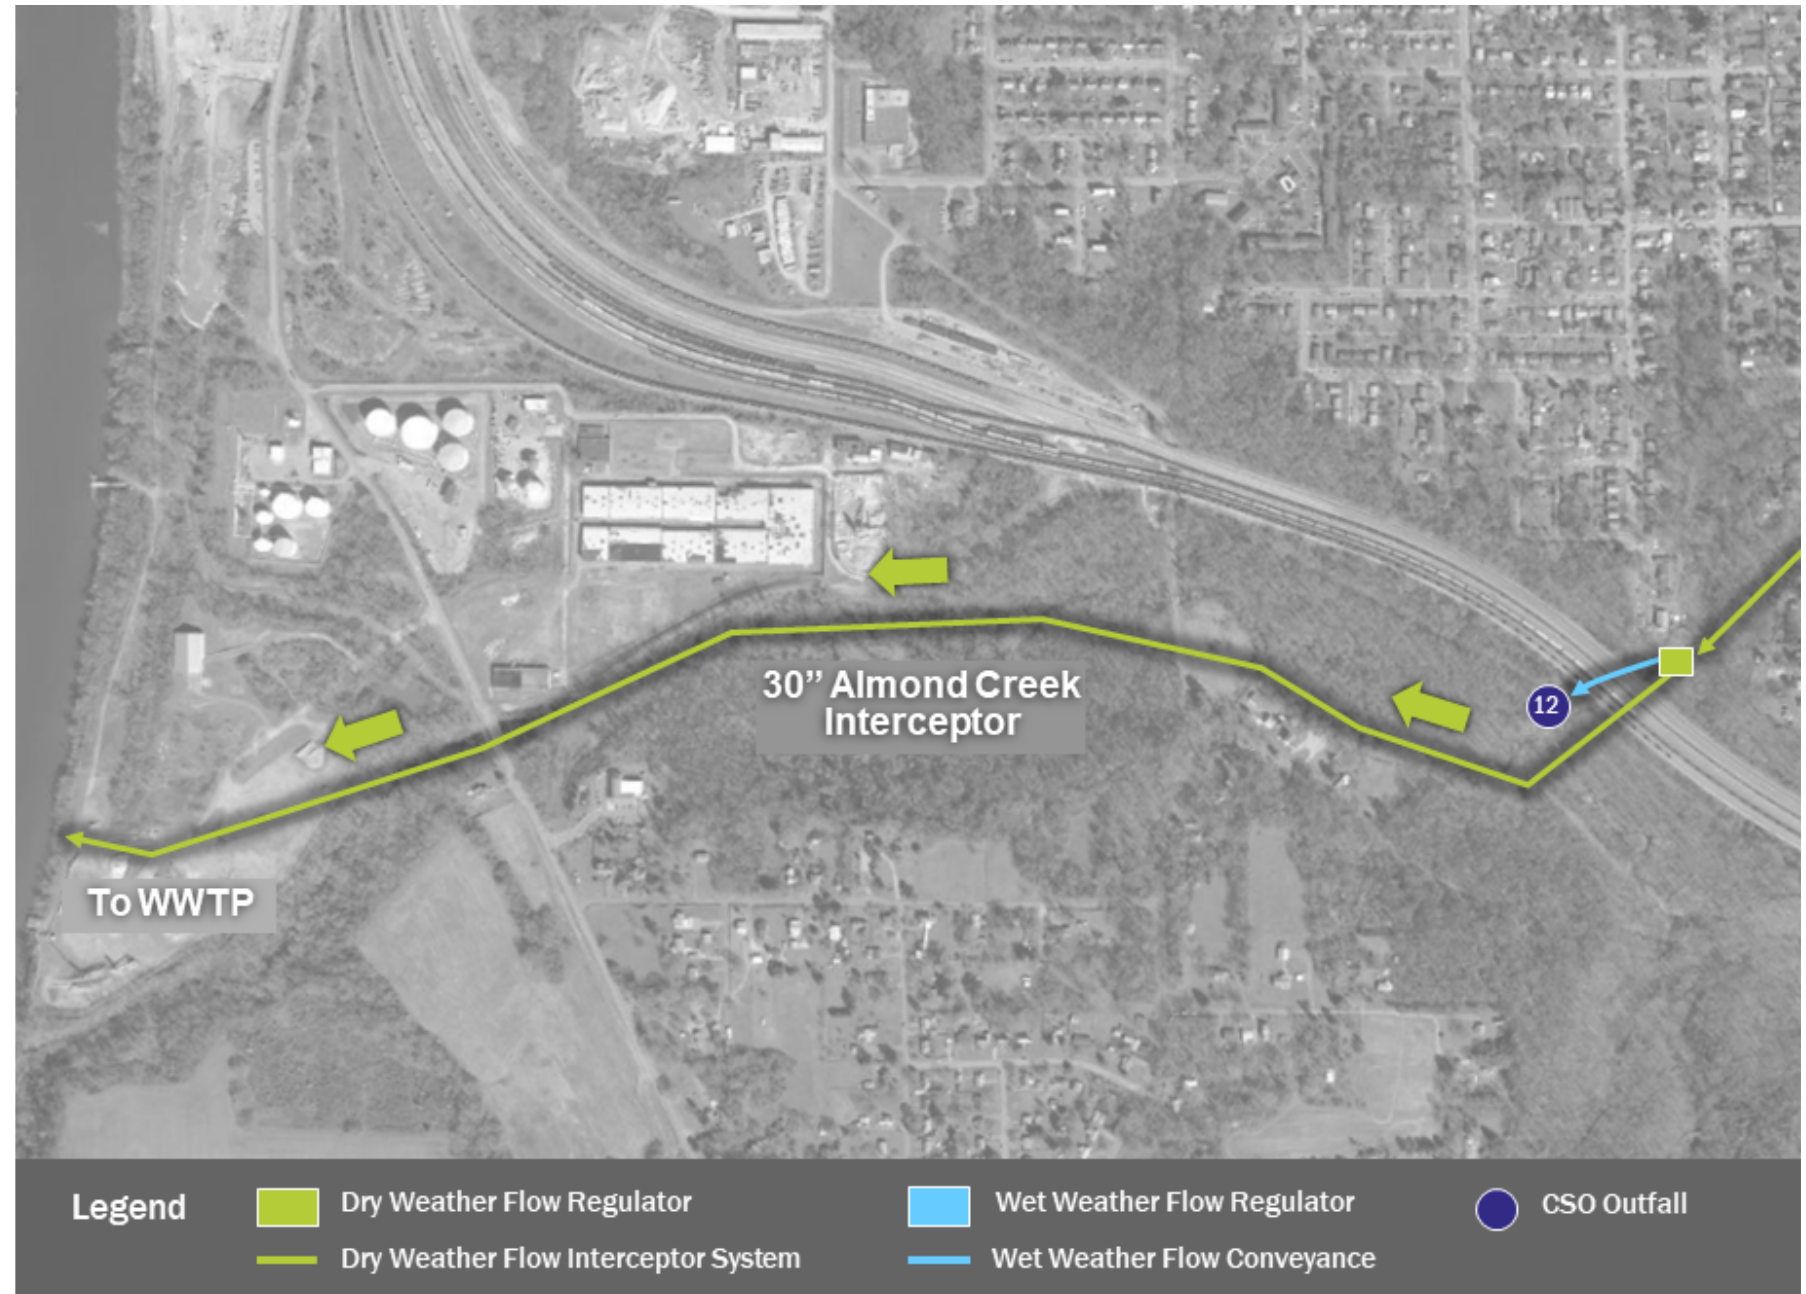 30” Almond Creek
Interceptor
12
To WWTP
Legend
Dry Weather Flow Regulator
Wet Weather Flow Regulator
CSO Outfall
Dry Weather Flow Interceptor System
Wet Weather Flow Conveyance